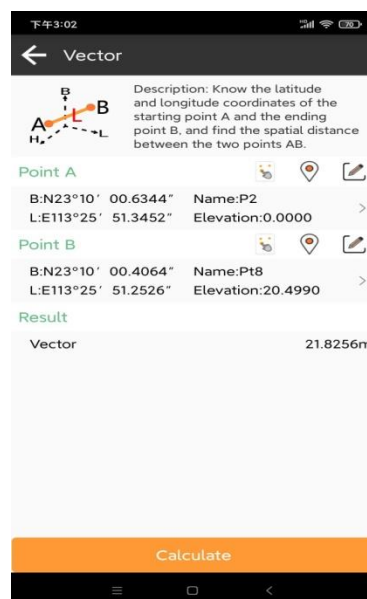 下午3:02
70
Vector
B
A
B
L
H
L
Description: Know the latitude
and longitude coordinates of the
starting point A and the ending
point B, and find the spatial distance
between the two points AB.
Point A
B:N23°10′ 00.6344″ Name:P2
L:E113°25′ 51.3452″ Elevation:0.0000
Point B
B:N23°10′ 00.4064″ Name:Pt8
L:E113°25′ 51.2526″ Elevation:20.4990
Result
Vector 21.8256m
Calculate